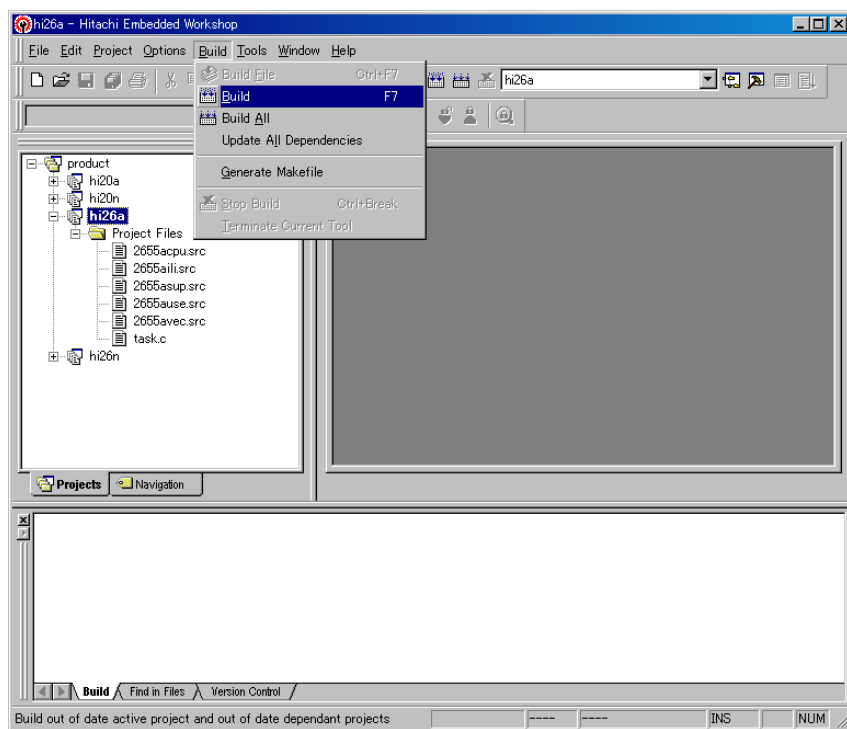 hi26a - Hitachi Embedded Workshop
File Edit Project Options Build Tools Window Help
hi26a
Build File Ctrl+F7
Build F7
Build All
Update All Dependencies
Generate Makefile
Stop Build Ctrl+Break
Terminate Current Tool
product
hi20a
hi20n
hi26a
Project Files
2655acpu.src
2655aili.src
2655asup.src
2655ause.src
2655avec.src
task.c
hi26n
Projects Navigation
Build Find in Files Version Control
Build out of date active project and out of date dependant projects ---- ---- INS NUM